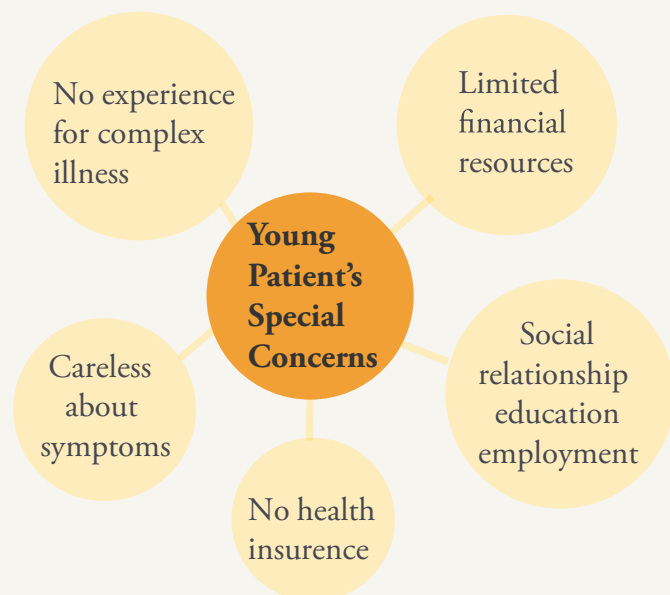 No experience
for complex
illness
Limited
financial
resources
Young
Patient’s
Special
Concerns
Careless
about
symptoms
Social
relationship
education
employment
No health
insurence